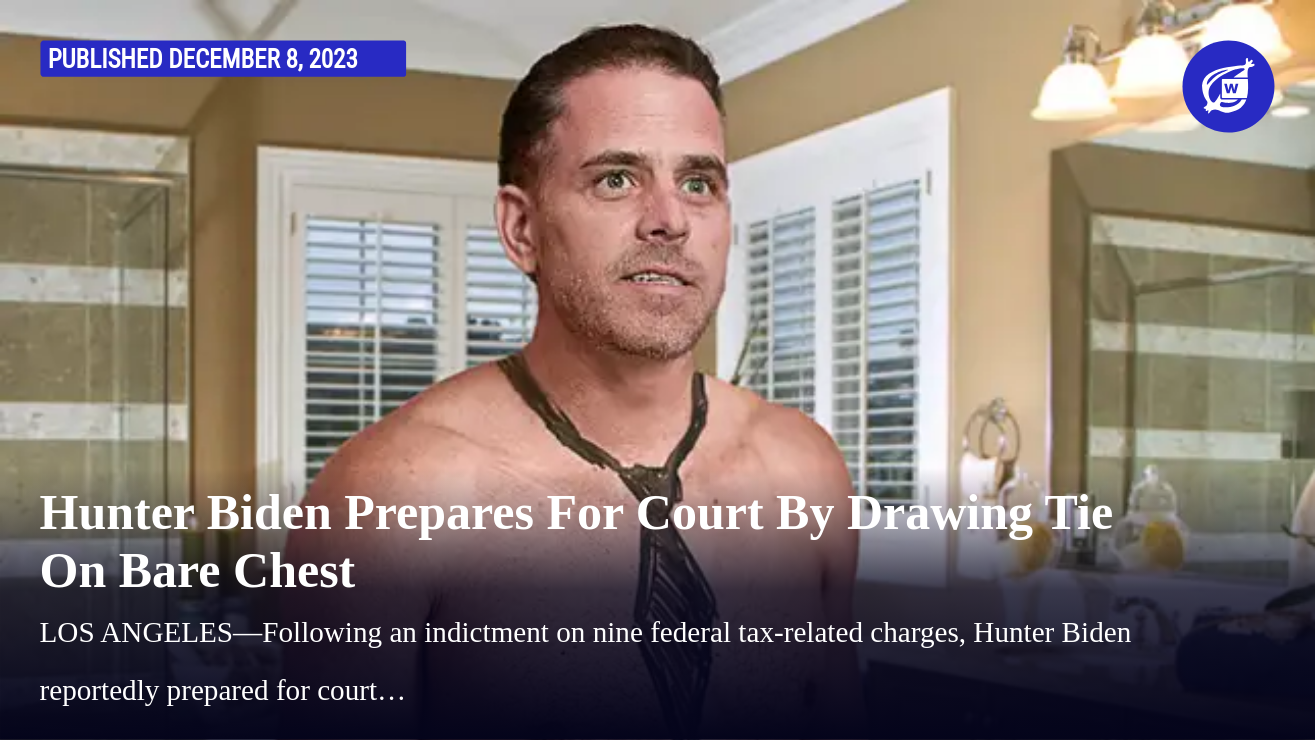 PUBLISHED DECEMBER 8, 2023
W
Hunter Biden Prepares For Court By Drawing Tie
On Bare Chest
LOS ANGELES—Following an indictment on nine federal tax-related charges, Hunter Biden
reportedly prepared for court…